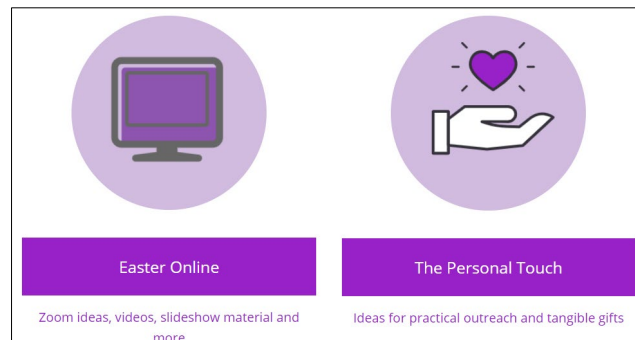 Easter Online
Zoom ideas, videos, slideshow material and
more
The Personal Touch
Ideas for practical outreach and tangible gifts